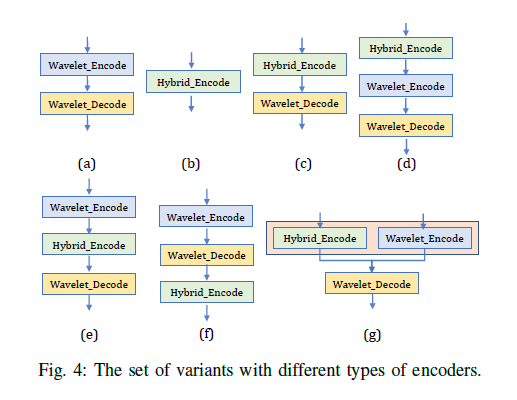 Wavelet_Encode
Wavelet_Decode
(a)
Hybrid_Encode
(b)
Hybrid_Encode
Wavelet_Decode
(c)
Hybrid_Encode
Wavelet_Encode
Wavelet_Decode
(d)
Wavelet_Encode
Hybrid_Encode
Wavelet_Decode
(e)
Wavelet_Encode
Wavelet_Decode
Hybrid_Encode
(f)
Hybrid_Encode
Wavelet_Encode
Wavelet_Decode
(g)
Fig. 4: The set of variants with different types of encoders.